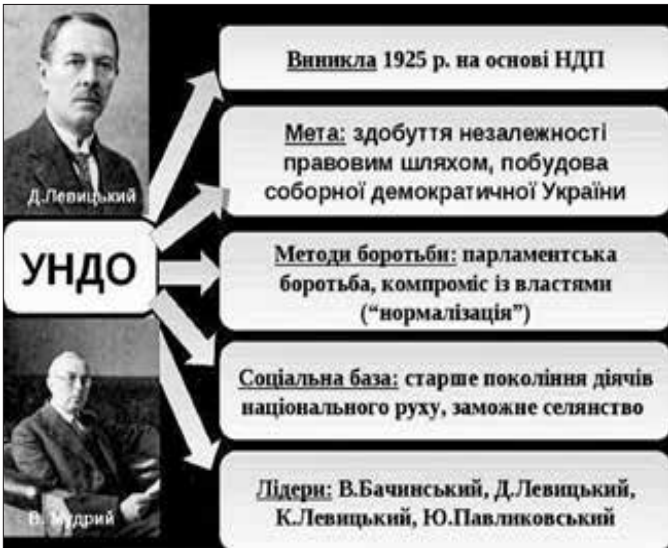 Д.Левицький
УНДО
В. Мудрий
Виникла 1925 р. на основі НДП
Мета: здобуття незалежності
правовим шляхом, побудова
соборної демократичної України
Методи боротьби: парламентська
боротьба, компроміс із властями
(“нормалізація”)
Соціальна база: старше покоління діячів
національного руху, заможне селянство
Лідери: В.Бачинський, Д.Левицький,
К.Левицький, Ю.Павликовський